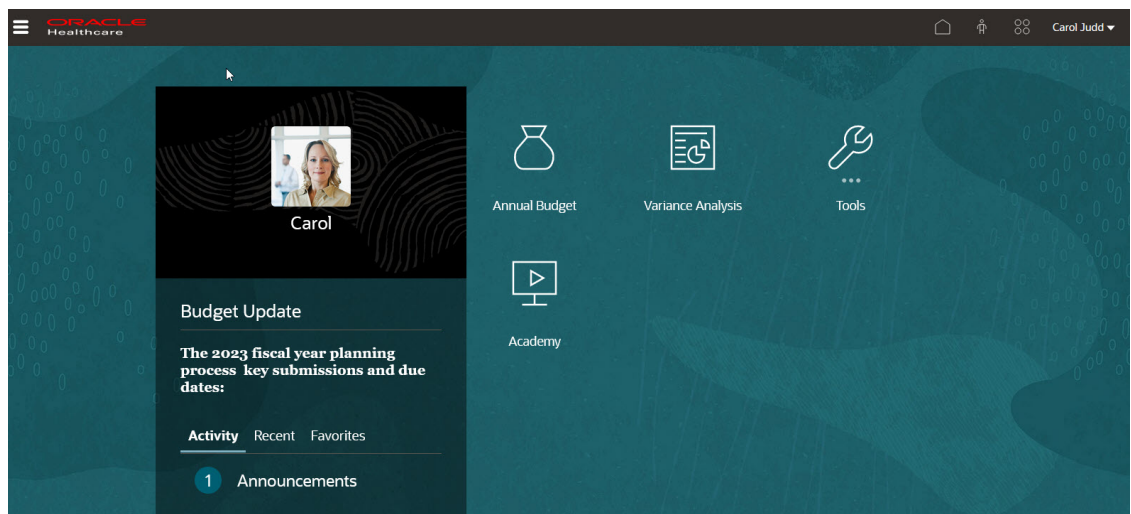 ORACLE
Healthcare
Carol Judd
Carol
Annual Budget
Variance Analysis
Tools
Academy
Budget Update
The 2023 fiscal year planning
process key submissions and due
dates:
Activity Recent Favorites
1 Announcements